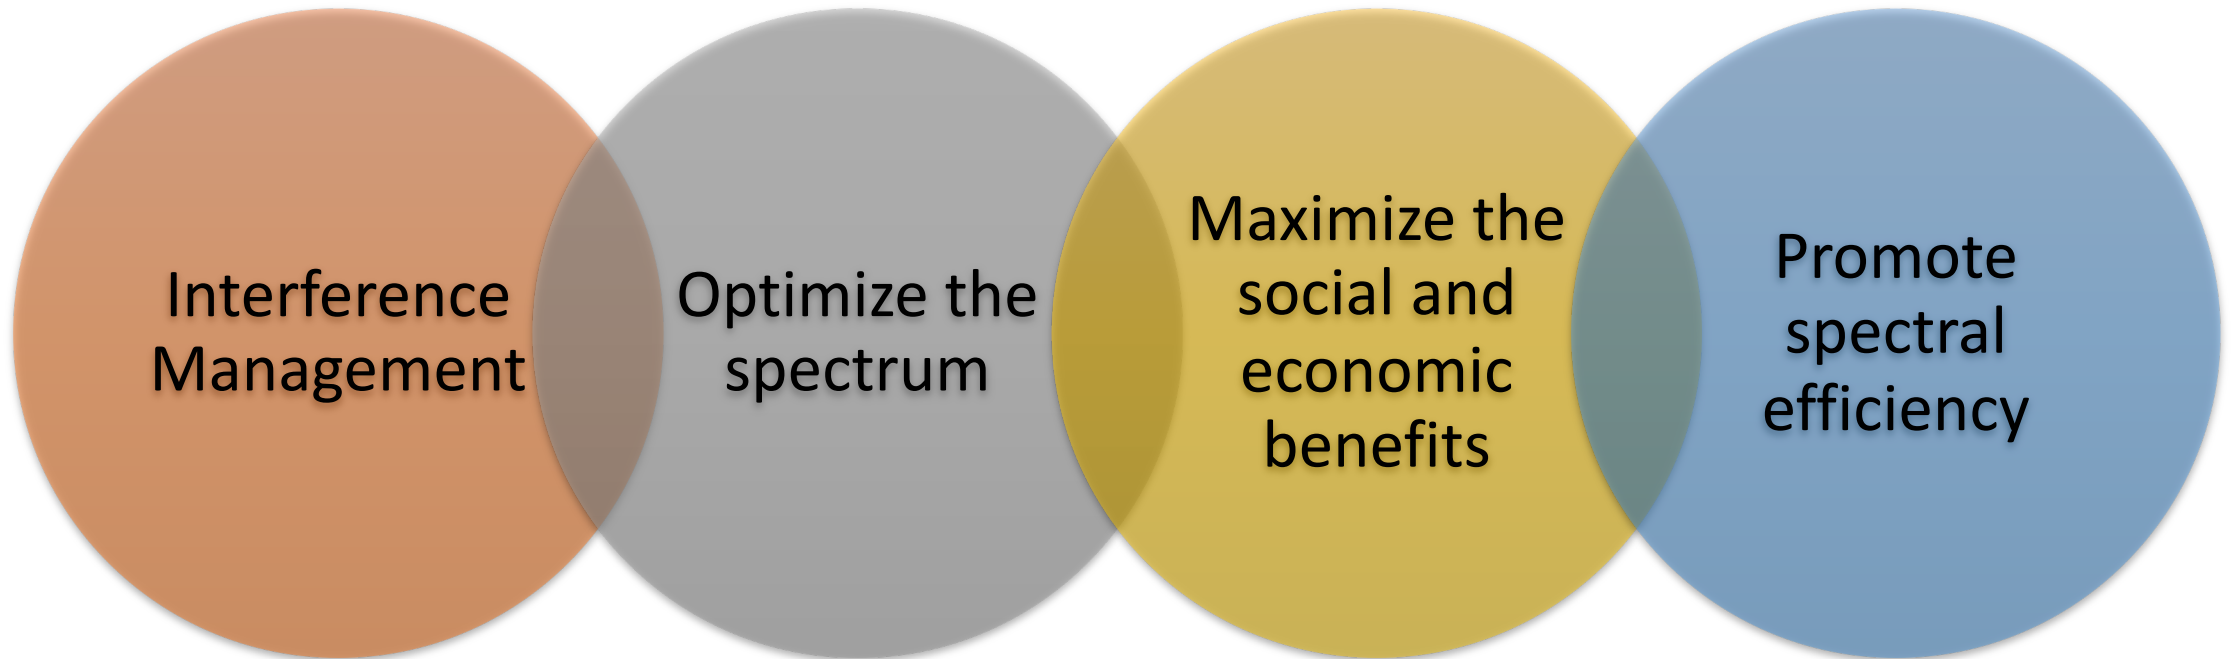 Interference
Management
Optimize the
spectrum
Maximize the
social and
economic
benefits
Promote
spectral
efficiency